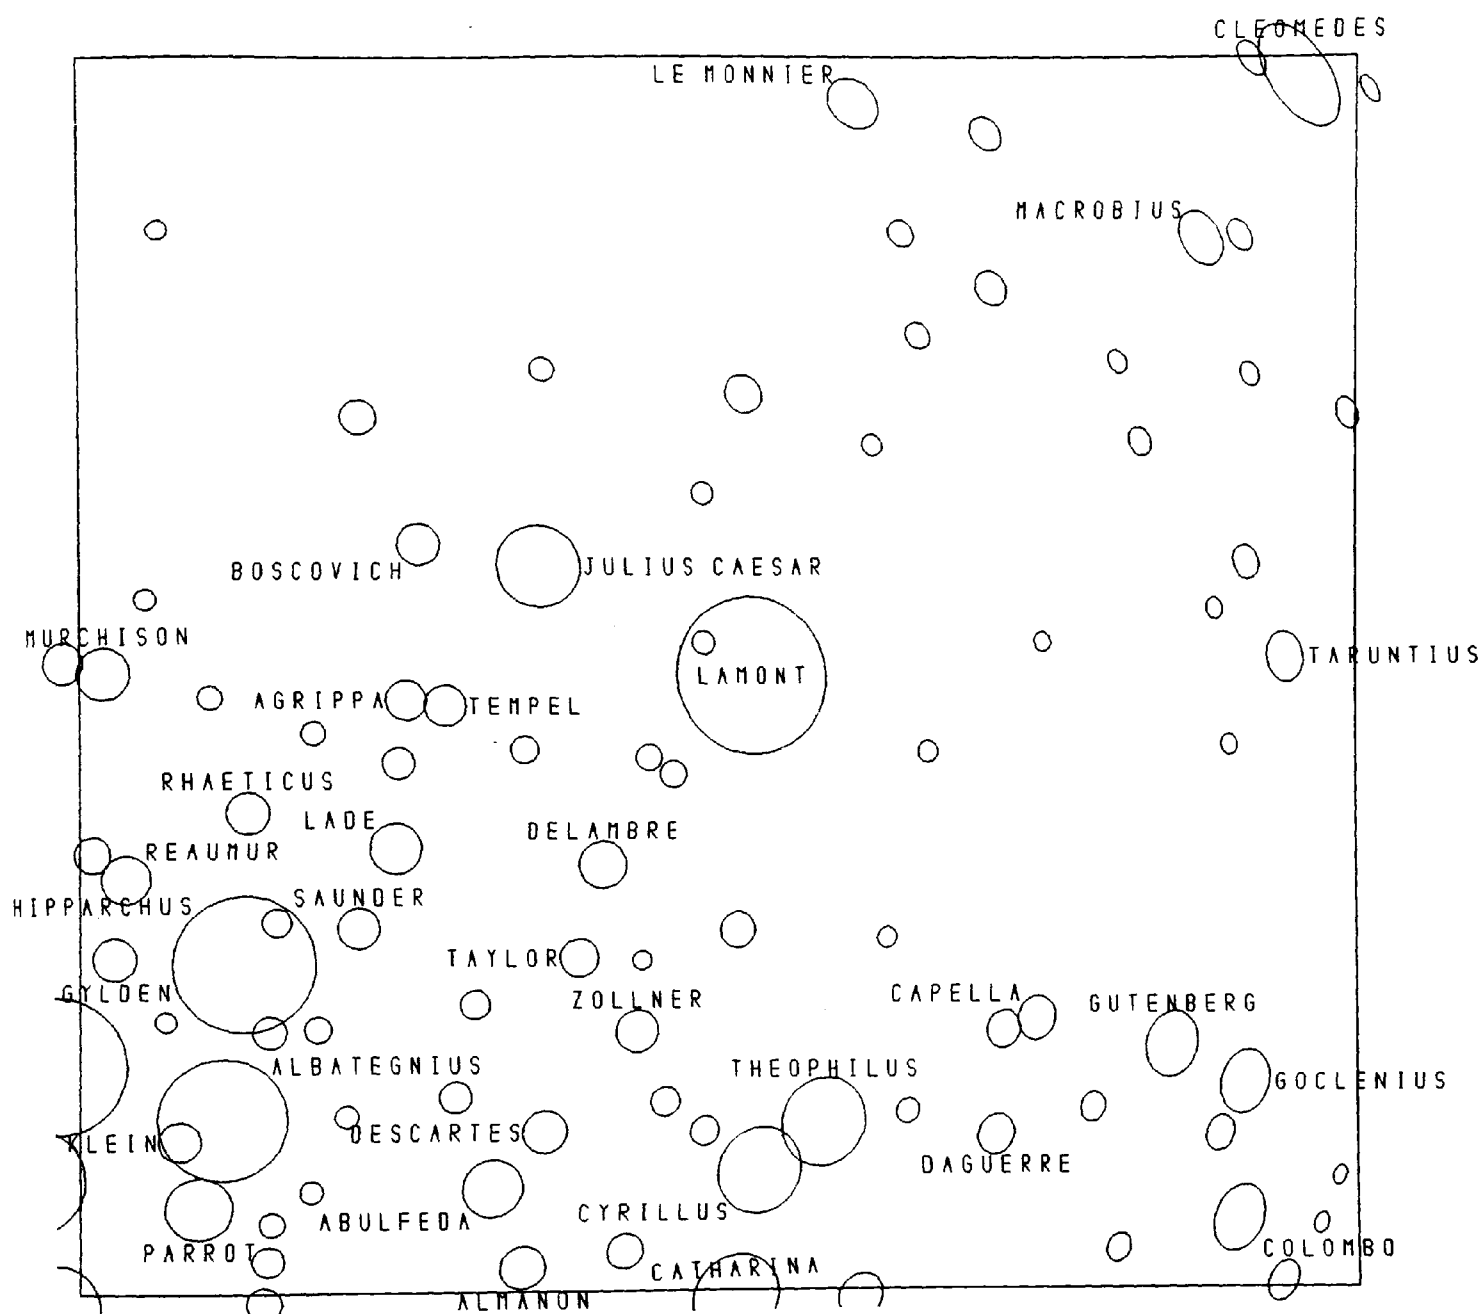 CLEOMEDES
LE MONNIER
MACROBIUS
BOSCOVICH
JULIUS CAESAR
MURCHISON
TARUNTIUS
LAMONT
AGRIPPA
TEMPEL
RHAETICUS
LADE
DELAMBRE
REAUMUR
SAUNDER
HIPPARCHUS
TAYLOR
GYLDEN
ZOLLNER
CAPELLA
GUTENBERG
ALBATEGNIUS
THEOPHILUS
GOCLENIUS
KLEIN
DESCARTES
DAGUERRE
ABULFEDA
CYRILLUS
PARROT
COLOMBO
CATHARINA
ALMANON